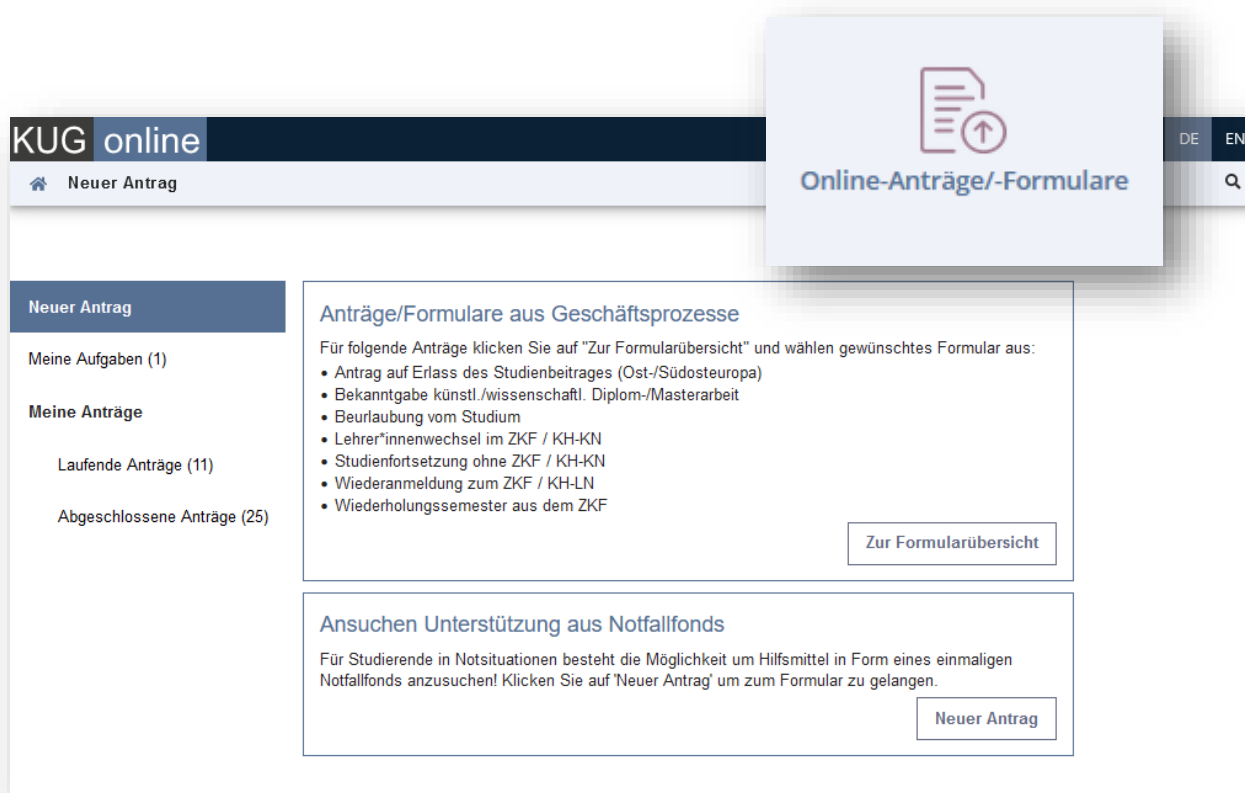 KUG online
DE EN
Neuer Antrag
Online-Anträge/-Formulare
Neuer Antrag
Meine Aufgaben (1)
Meine Anträge
Laufende Anträge (11)
Abgeschlossene Anträge (25)
Anträge/Formulare aus Geschäftsprozesse
Für folgende Anträge klicken Sie auf "Zur Formularübersicht" und wählen gewünschtes Formular aus:
• Antrag auf Erlass des Studienbeitrages (Ost-/Südosteuropa)
• Bekanntgabe künstl./wissenschaftl. Diplom-/Masterarbeit
• Beurlaubung vom Studium
• Lehrer*innenwechsel im ZKF / KH-KN
• Studienfortsetzung ohne ZKF / KH-KN
• Wiederanmeldung zum ZKF / KH-LN
• Wiederholungssemester aus dem ZKF
Zur Formularübersicht
Ansuchen Unterstützung aus Notfallfonds
Für Studierende in Notsituationen besteht die Möglichkeit um Hilfsmittel in Form eines einmaligen
Notfallfonds anzusuchen! Klicken Sie auf 'Neuer Antrag' um zum Formular zu gelangen.
Neuer Antrag